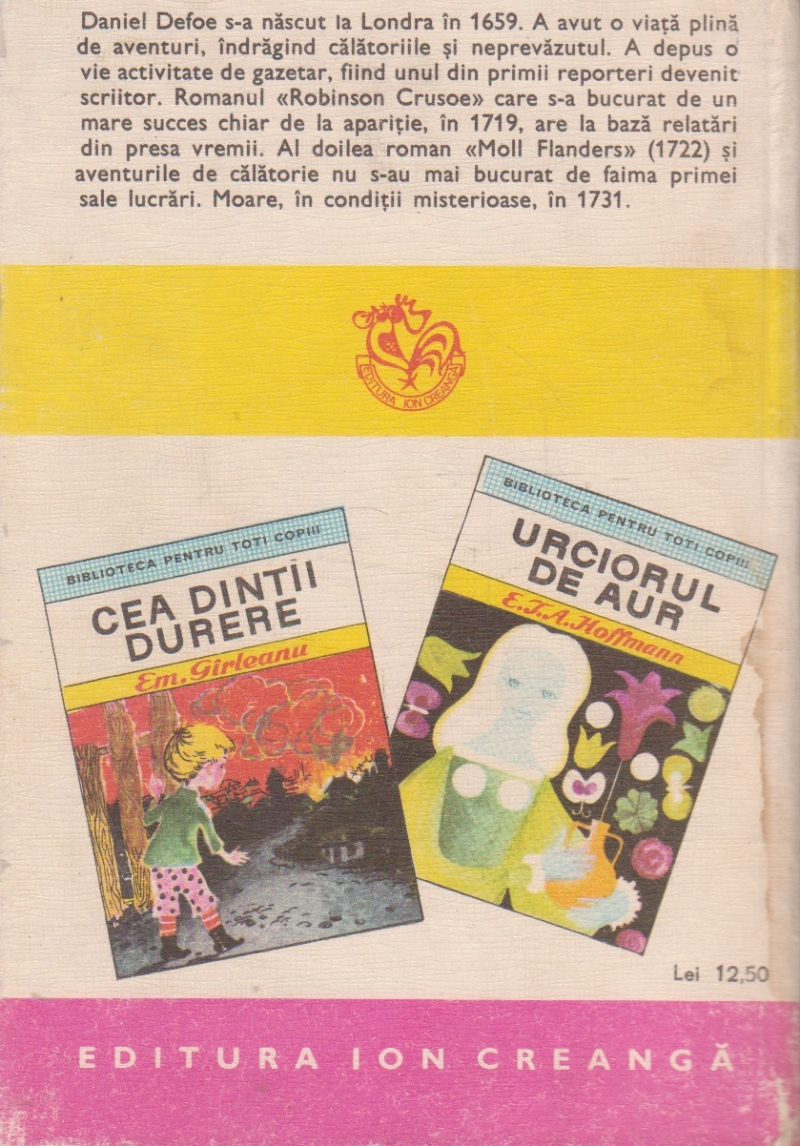 Daniel Defoe s-a născut la Londra în 1659. A avut o viață plină
de aventuri, îndrăgind călătoriile și neprevăzutul. A depus o
vie activitate de gazetar, fiind unul din primii reporteri devenit
scriitor. Romanul «Robinson Crusoe» care s-a bucurat de un
mare succes chiar de la apariție, în 1719, are la bază relatări
din presa vremii. Al doilea roman «Moll Flanders» (1722) și
aventurile de călătorie nu s-au mai bucurat de faima primei
sale lucrări. Moare, în condiții misterioase, în 1731.
EDITURA ION CREANGĂ
BIBLIOTECA PENTRU TOTI COPIII
CEA DINTÎI
DURERE
Em. Gîrleanu
BIBLIOTECA PENTRU TOTI COPIII
URCIORUL
DE AUR
E.T.A. Hoffmann
Lei 12,50
EDITURA ION CREANGĂ